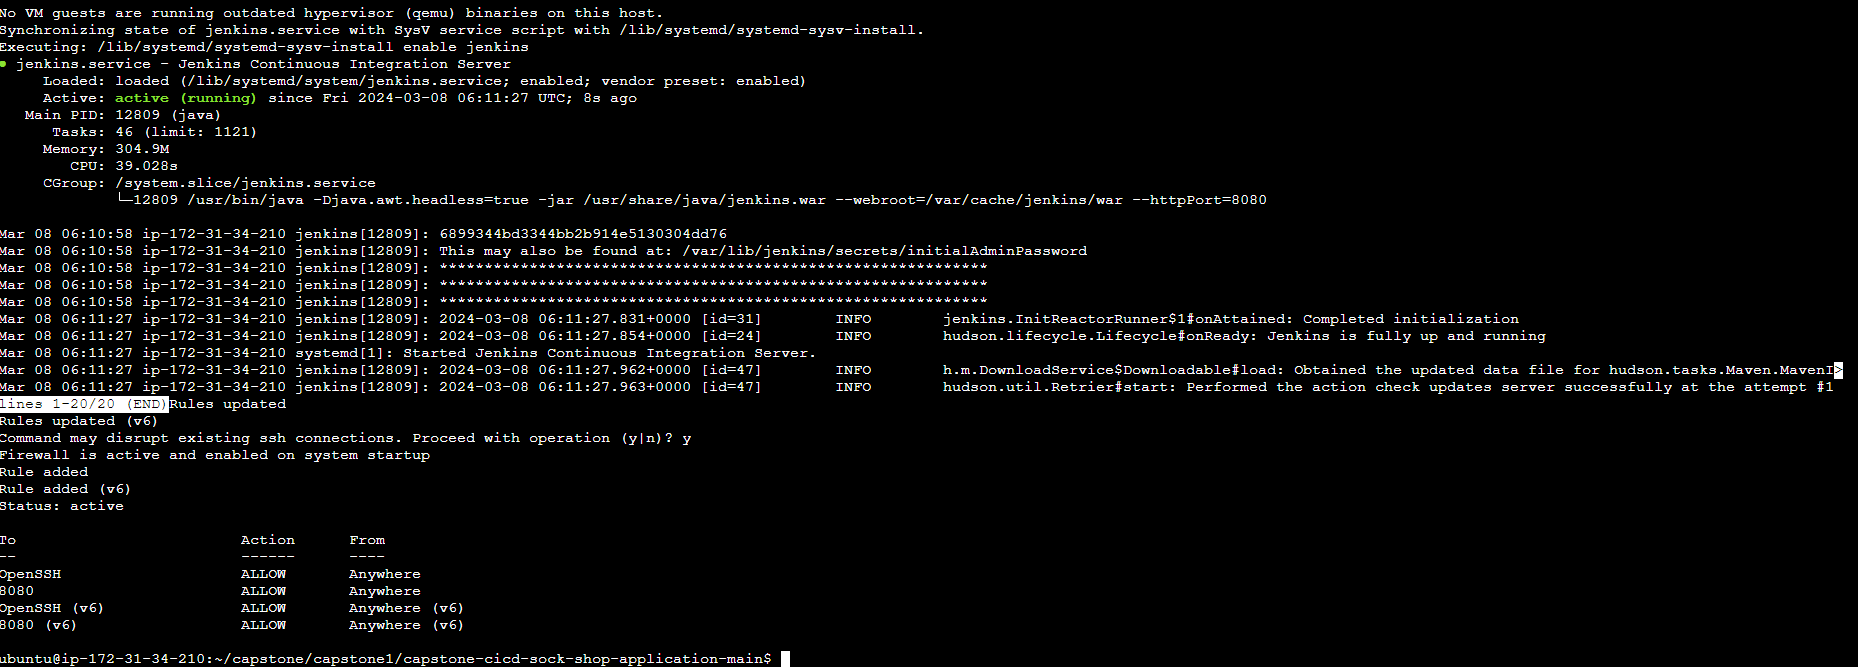 No VM guests are running outdated hypervisor (qemu) binaries on this host.
Synchronizing state of jenkins.service with SysV service script with /lib/systemd/systemd-sysv-install.
Executing: /lib/systemd/systemd-sysv-install enable jenkins
● jenkins.service - Jenkins Continuous Integration Server
     Loaded: loaded (/lib/systemd/system/jenkins.service; enabled; vendor preset: enabled)
     Active: active (running) since Fri 2024-03-08 06:11:27 UTC; 8s ago
   Main PID: 12809 (java)
      Tasks: 46 (limit: 1121)
     Memory: 304.9M
        CPU: 39.028s
     CGroup: /system.slice/jenkins.service
             └─12809 /usr/bin/java -Djava.awt.headless=true -jar /usr/share/java/jenkins.war --webroot=/var/cache/jenkins/war --httpPort=8080
Mar 08 06:10:58 ip-172-31-34-210 jenkins[12809]: 6899344bd3344bb2b914e5130304dd76
Mar 08 06:10:58 ip-172-31-34-210 jenkins[12809]: This may also be found at: /var/lib/jenkins/secrets/initialAdminPassword
Mar 08 06:10:58 ip-172-31-34-210 jenkins[12809]: *************************************************************
Mar 08 06:10:58 ip-172-31-34-210 jenkins[12809]: *************************************************************
Mar 08 06:10:58 ip-172-31-34-210 jenkins[12809]: *************************************************************
Mar 08 06:11:27 ip-172-31-34-210 jenkins[12809]: 2024-03-08 06:11:27.831+0000 [id=31]        INFO        jenkins.InitReactorRunner$1#onAttained: Completed initialization
Mar 08 06:11:27 ip-172-31-34-210 jenkins[12809]: 2024-03-08 06:11:27.854+0000 [id=24]        INFO        hudson.lifecycle.Lifecycle#onReady: Jenkins is fully up and running
Mar 08 06:11:27 ip-172-31-34-210 systemd[1]: Started Jenkins Continuous Integration Server.
Mar 08 06:11:27 ip-172-31-34-210 jenkins[12809]: 2024-03-08 06:11:27.962+0000 [id=47]        INFO        h.m.DownloadService$Downloadable#load: Obtained the updated data file for hudson.tasks.Maven.MavenI>
Mar 08 06:11:27 ip-172-31-34-210 jenkins[12809]: 2024-03-08 06:11:27.963+0000 [id=47]        INFO        hudson.util.Retrier#start: Performed the action check updates server successfully at the attempt #1
lines 1-20/20 (END)Rules updated
Rules updated (v6)
Command may disrupt existing ssh connections. Proceed with operation (y|n)? y
Firewall is active and enabled on system startup
Rule added
Rule added (v6)
Status: active
To                         Action      From
--                         ------      ----
OpenSSH                    ALLOW       Anywhere
8080                       ALLOW       Anywhere
OpenSSH (v6)               ALLOW       Anywhere (v6)
8080 (v6)                  ALLOW       Anywhere (v6)
ubuntu@ip-172-31-34-210:~/capstone/capstone1/capstone-cicd-sock-shop-application-main$